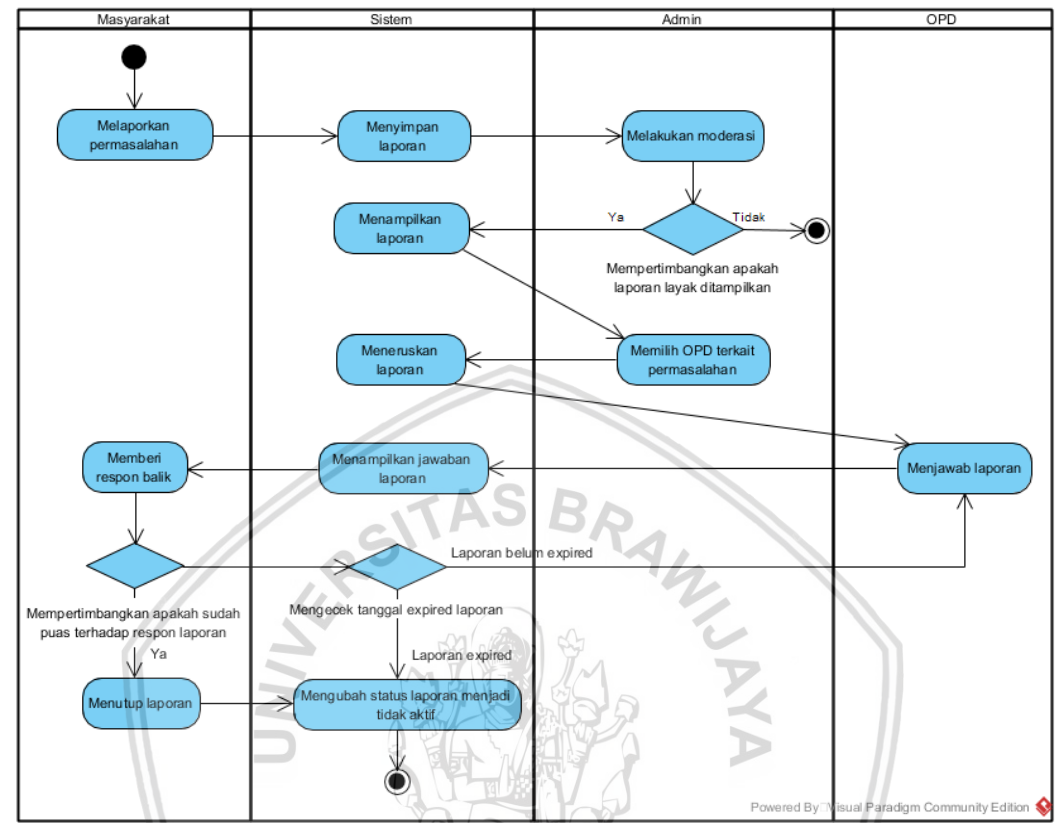 Masyarakat
Sistem
Admin
OPD
Melaporkan
permasalahan
Menyimpan
laporan
Melakukan moderasi
Menampilkan
laporan
Ya
Tidak
Mempertimbangkan apakah
laporan layak ditampilkan
Meneruskan
laporan
Memilih OPD terkait
permasalahan
Memberi
respon balik
Menampilkan jawaban
laporan
Menjawab laporan
Laporan belum expired
Mempertimbangkan apakah sudah
puas terhadap respon laporan
Mengecek tanggal expired laporan
Ya
Laporan expired
Menutup laporan
Mengubah status laporan menjadi
tidak aktif
UNIVERSITAS BRAWIJAYA
Powered By Visual Paradigm Community Edition